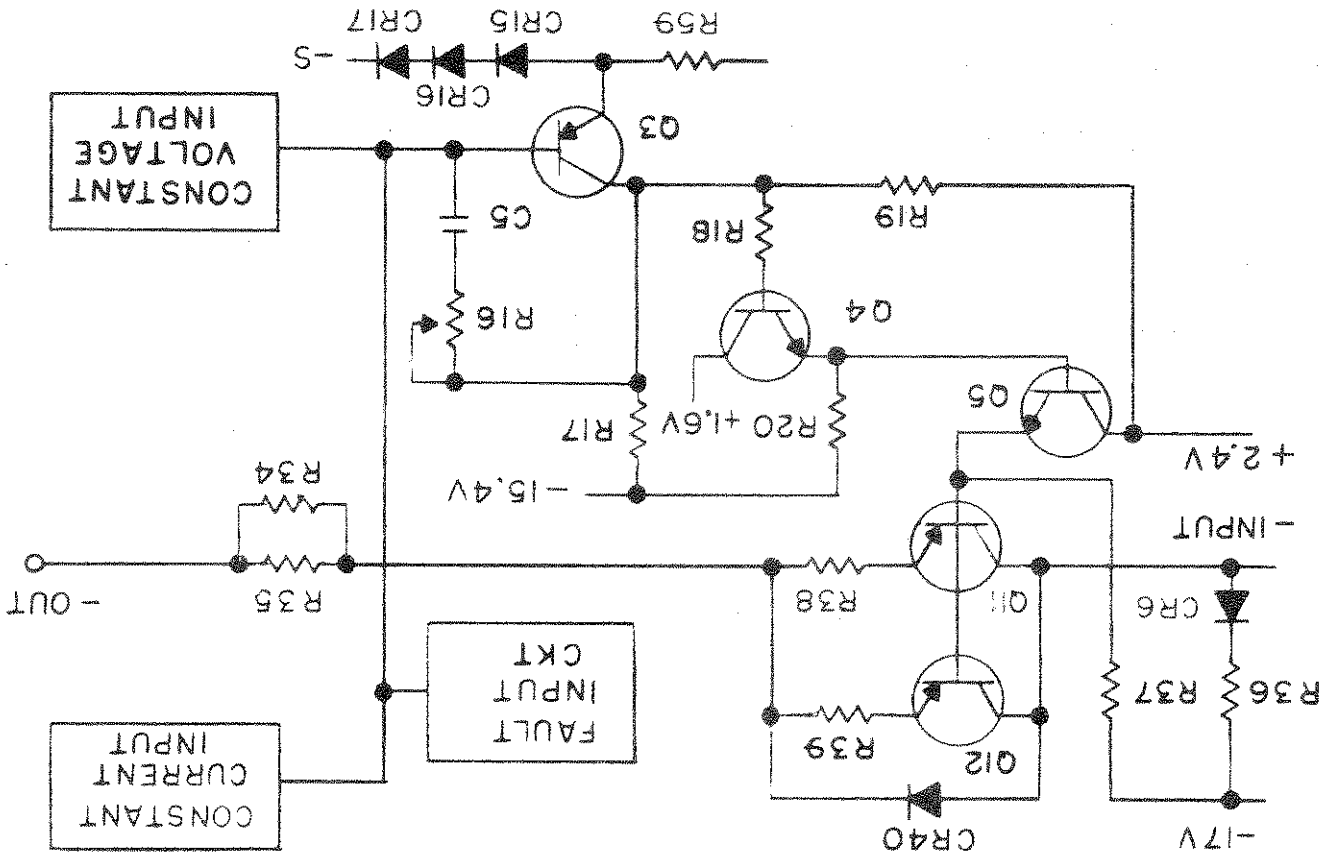 CR40
-17V
CONSTANT
CURRENT
INPUT
Q12
R39
FAULT
INPUT
CKT
R36
R37
CR6
Q11
R38
R35
-OUT
-INPUT
R34
+2.4V
-15.4V
R20 +1.6V
R17
Q5
Q4
R16
R18
C5
R19
CONSTANT
VOLTAGE
INPUT
Q3
CR16
-S
R59
CR15
CR17